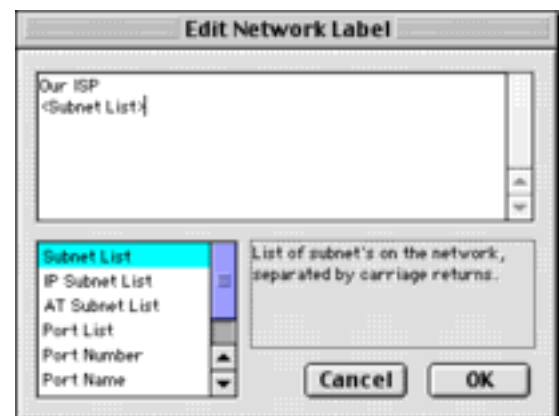 Edit Network Label
Our ISP
<Subnet List>
Subnet List
IP Subnet List
AT Subnet List
Port List
Port Number
Port Name
List of subnet's on the network,
separated by carriage returns.
Cancel
OK